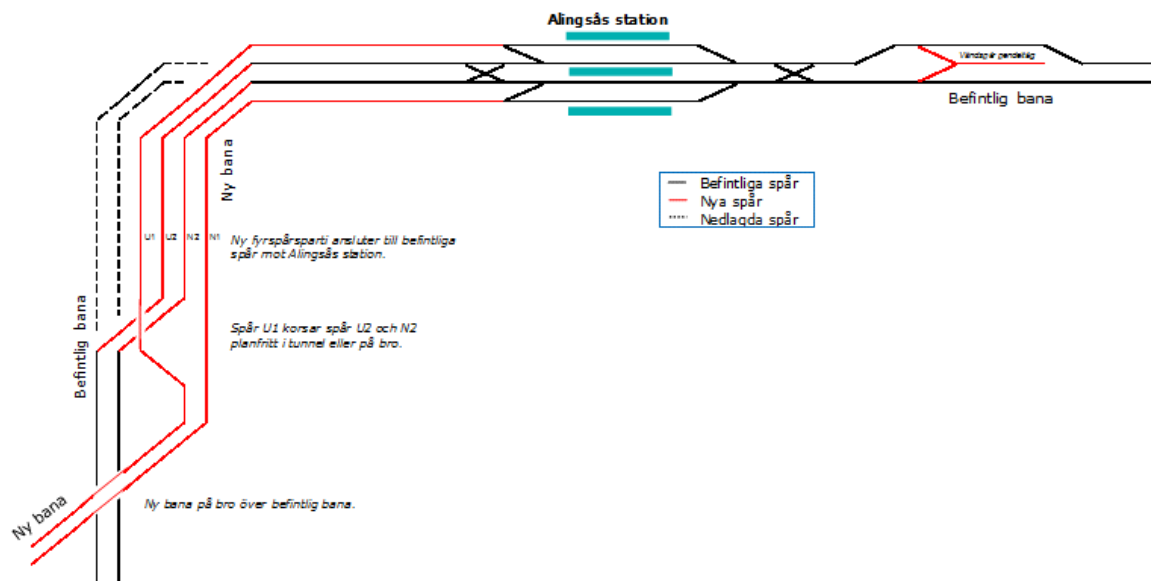 Alingsås station
Vändspår pendeltåg
Befintlig bana
Ny bana
Befintliga spår
Nya spår
Nedlagda spår
U1 U2 N2 N1
Ny fyrspårsparti ansluter till befintliga
spår mot Alingsås station.
Befintlig bana
Spår U1 korsar spår U2 och N2
planfritt i tunnel eller på bro.
Ny bana
Ny bana på bro över befintlig bana.